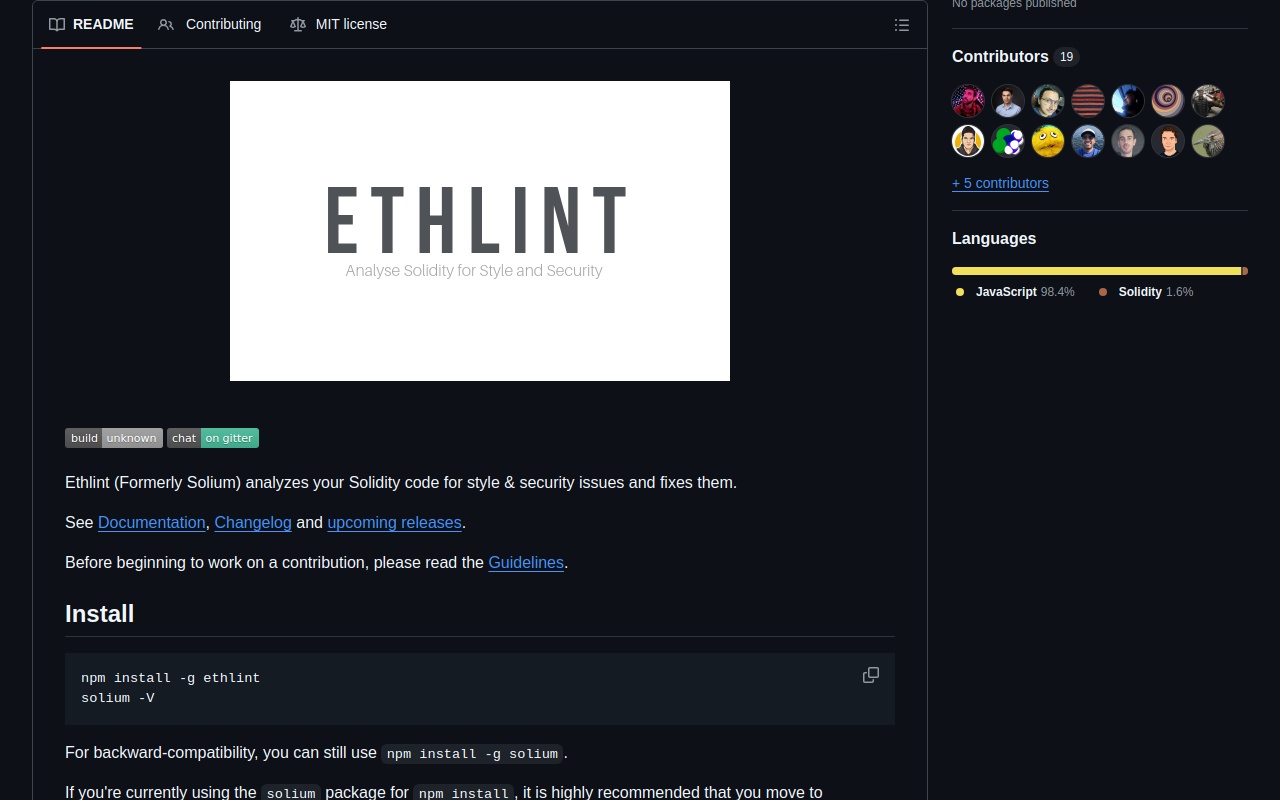 README
Contributing
MIT license
ETHLINT
Analyse Solidity for Style and Security
build unknown chat on gitter
Ethlint (Formerly Solium) analyzes your Solidity code for style & security issues and fixes them.
See Documentation, Changelog and upcoming releases.
Before beginning to work on a contribution, please read the Guidelines.
Install
npm install -g ethlint
solium -V
For backward-compatibility, you can still use npm install -g solium.
If you're currently using the solium package for npm install, it is highly recommended that you move to
No packages published
Contributors 19
+ 5 contributors
Languages
JavaScript 98.4% Solidity 1.6%